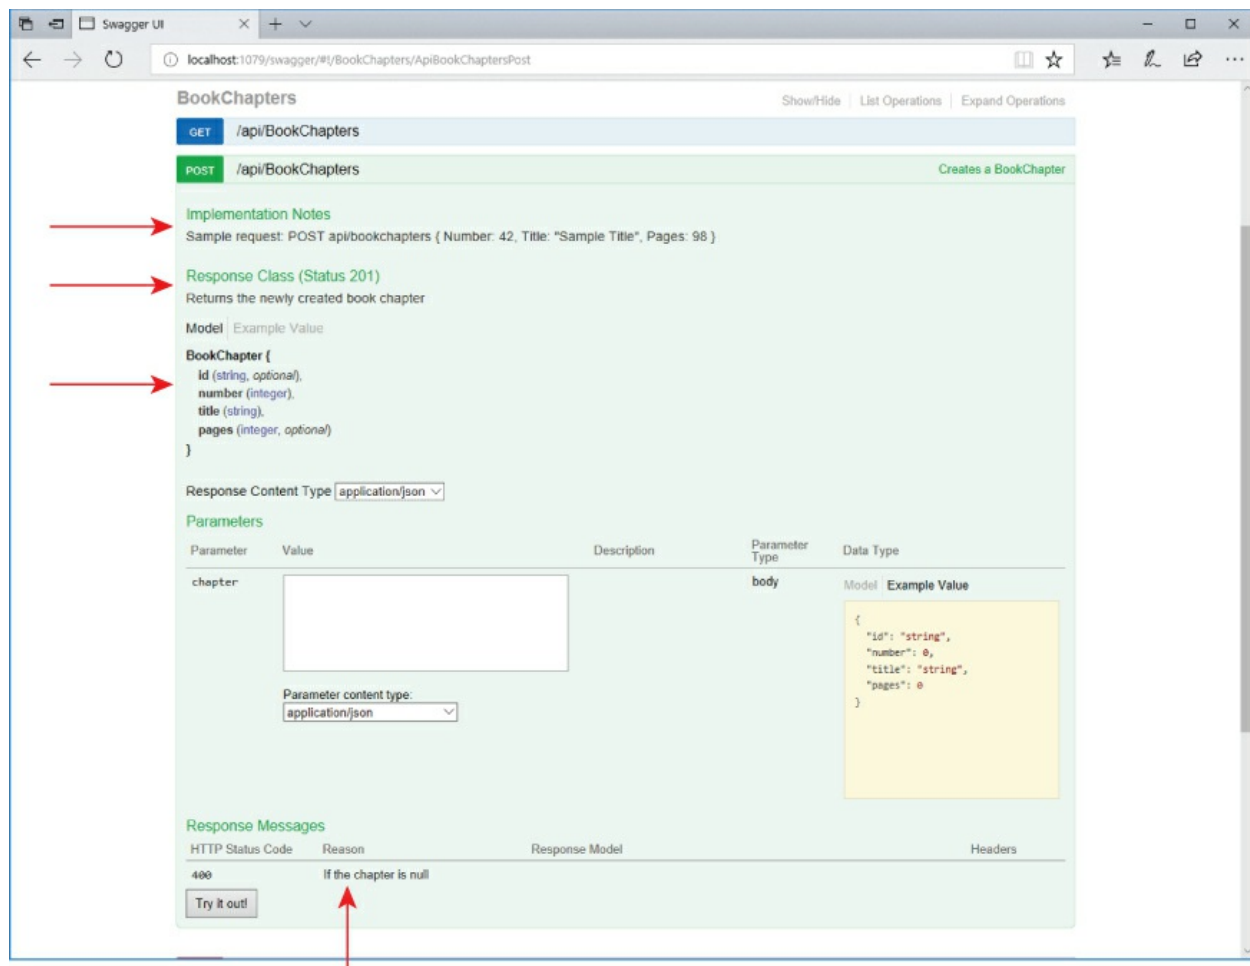 Swagger UI
localhost:1079/swagger/#!/BookChapters/ApiBookChaptersPost
BookChapters
Show/Hide | List Operations | Expand Operations
GET /api/BookChapters
POST /api/BookChapters Creates a BookChapter
Implementation Notes
Sample request: POST api/bookchapters { Number: 42, Title: "Sample Title", Pages: 98 }
Response Class (Status 201)
Returns the newly created book chapter
Model Example Value
BookChapter {
id (string, optional),
number (integer),
title (string),
pages (integer, optional)
}
Response Content Type application/json
Parameters
Parameter Value Description Parameter Type Data Type
chapter body Model Example Value
{
"id": "string",
"number": 0,
"title": "string",
"pages": 0
}
Parameter content type:
application/json
Response Messages
HTTP Status Code Reason Response Model Headers
400 If the chapter is null
Try it out!